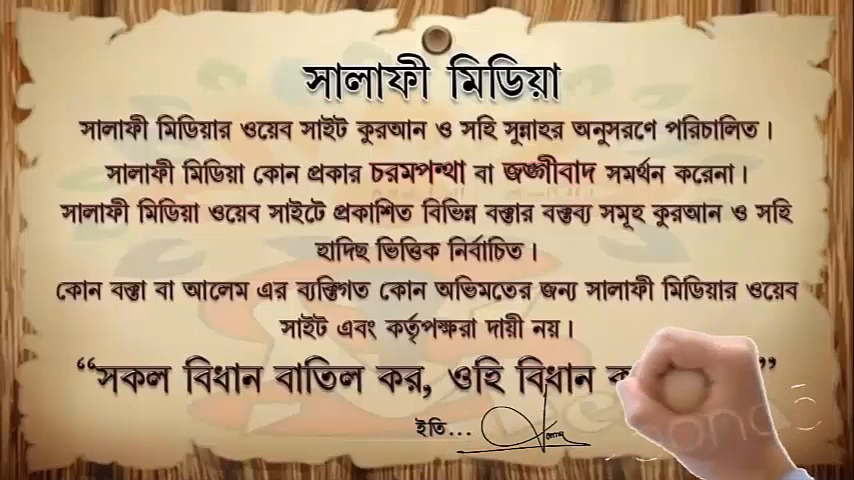 সালাফী মিডিয়া
সালাফী মিডিয়ার ওয়েব সাইট কুরআন ও সহি সুন্নাহর অনুসরণে পরিচালিত।
সালাফী মিডিয়া কোন প্রকার চরমপন্থা বা জঙ্গীবাদ সমর্থন করেনা।
সালাফী মিডিয়া ওয়েব সাইটে প্রকাশিত বিভিন্ন বক্তার বক্তব্য সমূহ কুরআন ও সহি
হাদিছ ভিত্তিক নির্বাচিত।
কোন বক্তা বা আলেম এর ব্যক্তিগত কোন অভিমতের জন্য সালাফী মিডিয়ার ওয়েব
সাইট এবং কর্তৃপক্ষরা দায়ী নয়।
“সকল বিধান বাতিল কর, ওহি বিধান ”
ইতি...